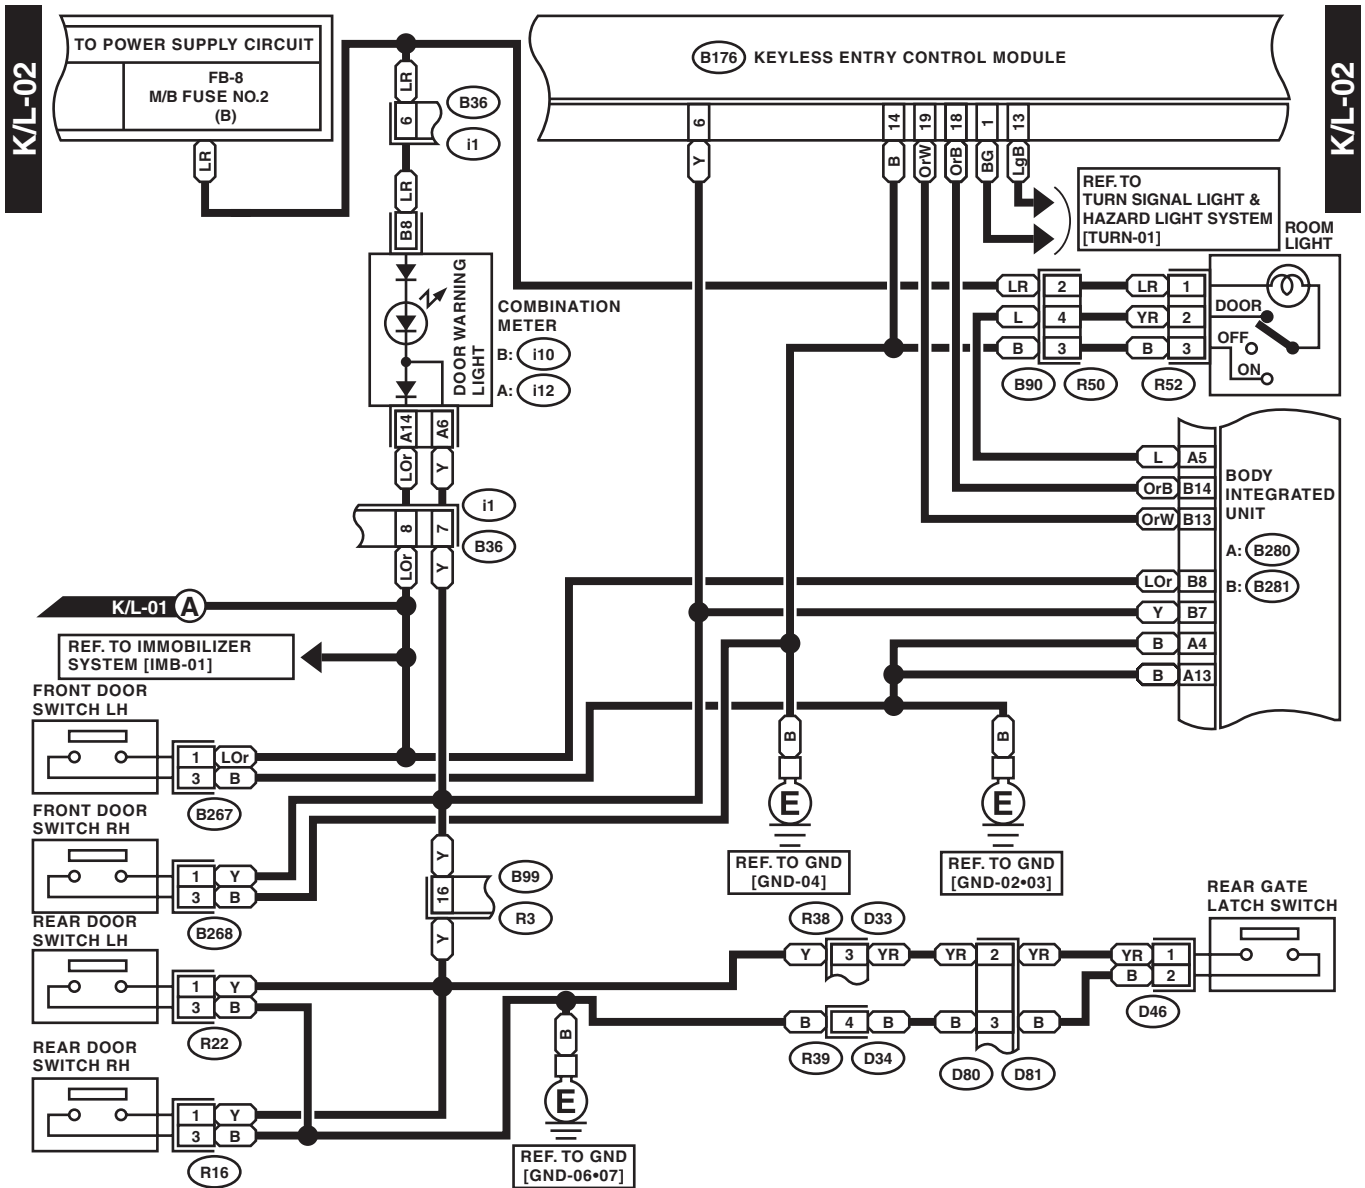 K/L-02
TO POWER SUPPLY CIRCUIT
FB-8
M/B FUSE NO.2
(B)
LR
LR
6
B36
i1
LR
B8
B176 KEYLESS ENTRY CONTROL MODULE
6
14
19
18
1
13
Y
B
OrW
OrB
BG
LgB
K/L-02
REF. TO
TURN SIGNAL LIGHT &
HAZARD LIGHT SYSTEM
[TURN-01]
ROOM
LIGHT
DOOR
OFF
ON
LR 2 LR 1
L 4 YR 2
B 3 B 3
B90 R50 R52
DOOR WARNING
LIGHT
COMBINATION
METER
B: i10
A: i12
A14
A6
LOr
Y
i1
8
7
B36
LOr
Y
L A5
OrB B14
OrW B13
LOr B8
Y B7
B A4
B A13
BODY
INTEGRATED
UNIT
A: B280
B: B281
K/L-01 A
REF. TO IMMOBILIZER
SYSTEM [IMB-01]
FRONT DOOR
SWITCH LH
1 LOr
3 B
B267
FRONT DOOR
SWITCH RH
1 Y
3 B
B268
REAR DOOR
SWITCH LH
1 Y
3 B
R22
REAR DOOR
SWITCH RH
1 Y
3 B
R16
Y
16
B99
R3
Y
B
E
REF. TO GND
[GND-04]
B
E
REF. TO GND
[GND-02•03]
B
E
REF. TO GND
[GND-06•07]
R38 D33
Y 3 YR YR 2 YR YR 1
B 2
B 4 B B 3 B
R39 D34
D80 D81
D46
REAR GATE
LATCH SWITCH